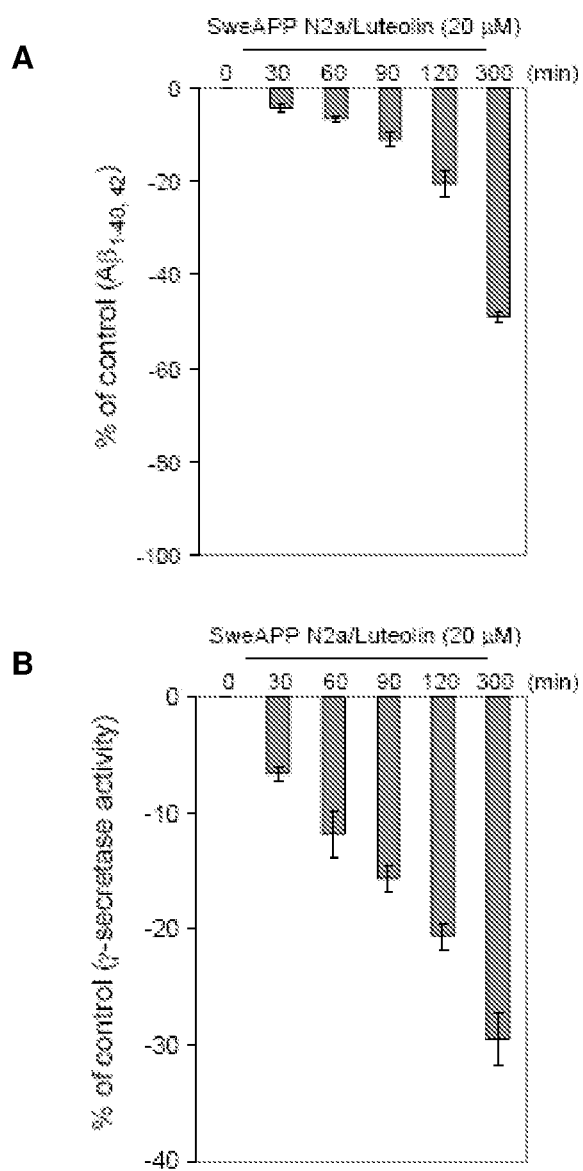 SweAPP N2a/Luteolin (20 μM)
A
0 30 60 90 120 300 (min)
0
-20
-40
-60
-80
-100
% of control (Aβ1-40, 42)
SweAPP N2a/Luteolin (20 μM)
B
0 30 60 90 120 300 (min)
0
-10
-20
-30
-40
% of control (γ-secretase activity)